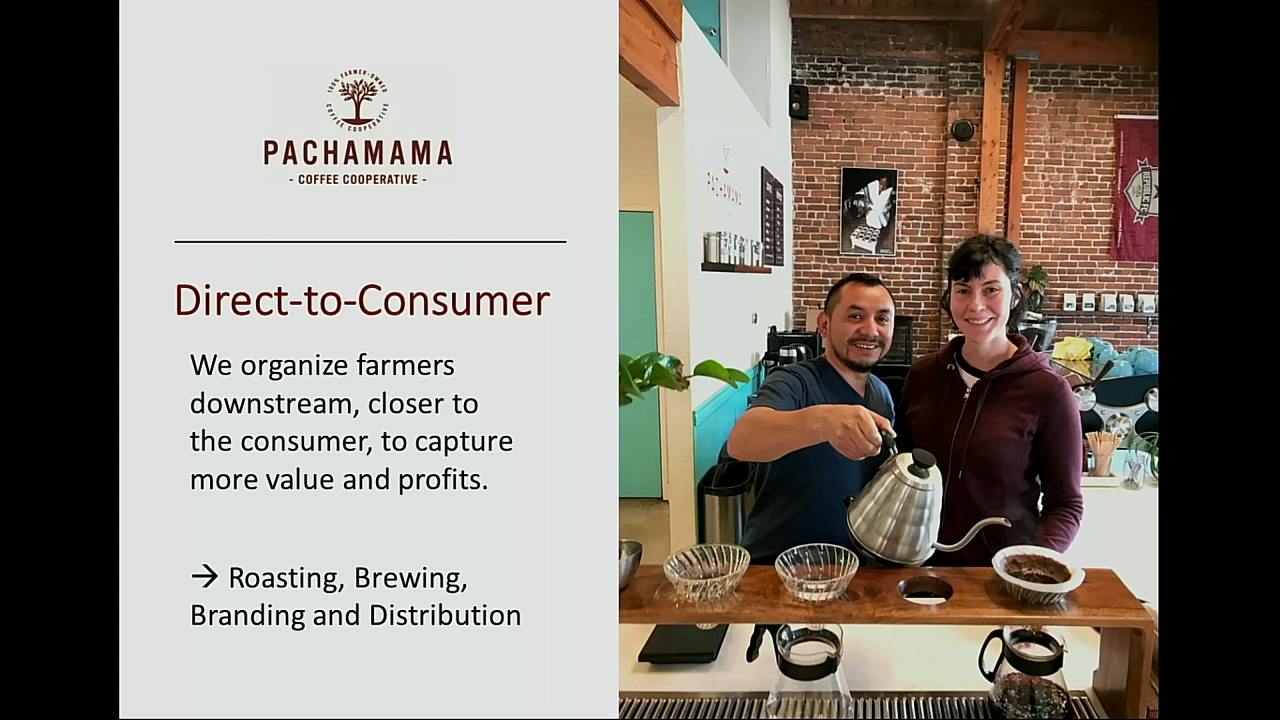 100% FARMER-OWNED
COFFEE COOPERATIVE
PACHAMAMA
- COFFEE COOPERATIVE -
Direct-to-Consumer
We organize farmers
downstream, closer to
the consumer, to capture
more value and profits.
→ Roasting, Brewing,
Branding and Distribution
PACHAMAMA